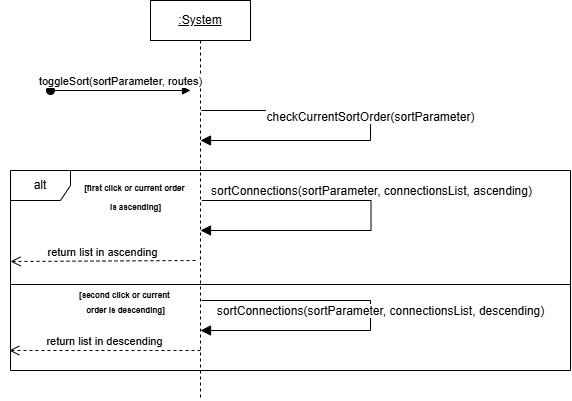 :System
toggleSort(sortParameter, routes)
checkCurrentSortOrder(sortParameter)
alt
[first click or current order
is ascending]
sortConnections(sortParameter, connectionsList, ascending)
return list in ascending
[second click or current
order is descending]
sortConnections(sortParameter, connectionsList, descending)
return list in descending